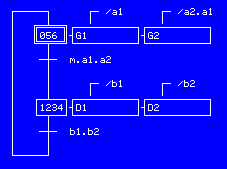 /a1 /a2.a1
056 G1 G2
m.a1.a2
/b1 /b2
1234 D1 D2
b1.b2